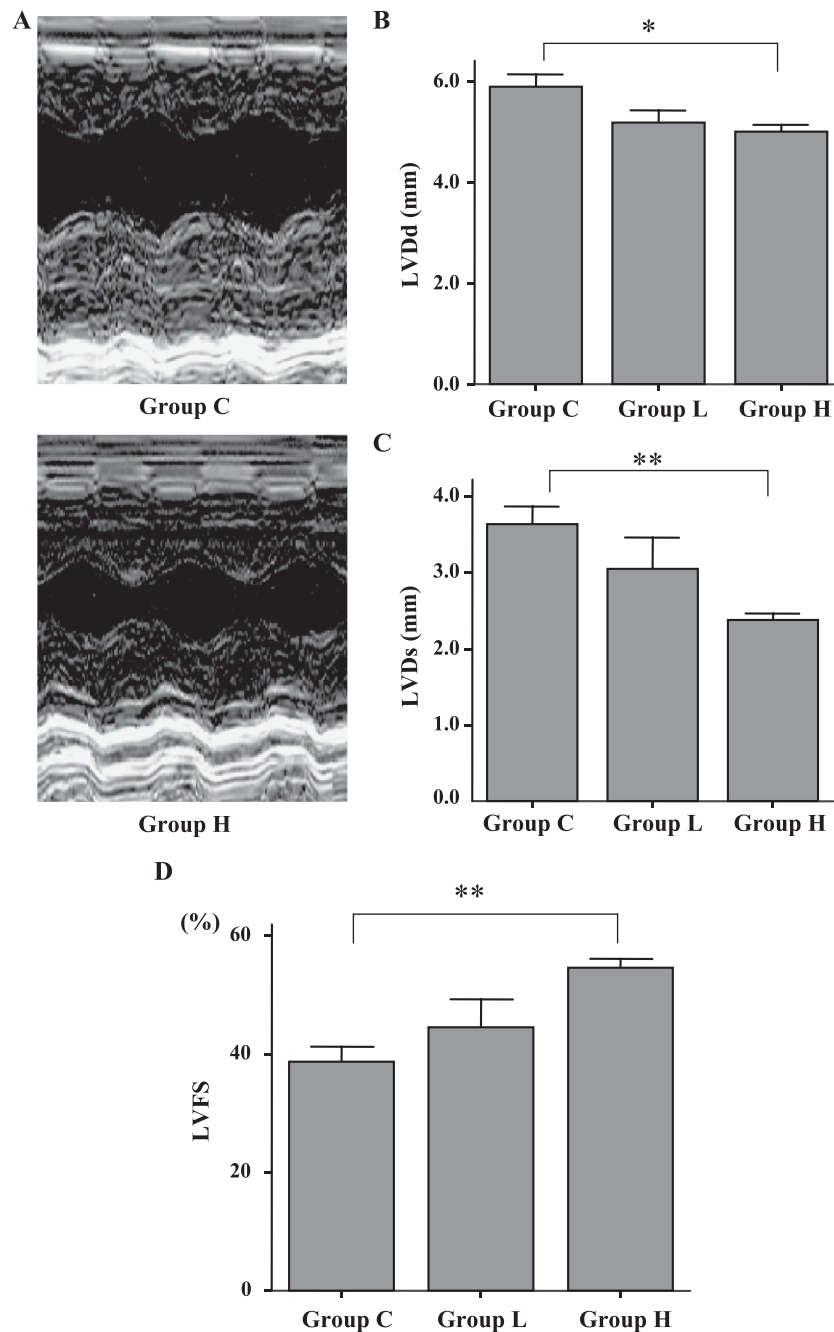 A
Group C
Group H
B
*
LVDd (mm)
6.0
4.0
2.0
0.0
Group C Group L Group H
C
**
LVDs (mm)
4.0
3.0
2.0
1.0
0.0
Group C Group L Group H
D
**
(%)
LVFS
60
40
20
0
Group C Group L Group H